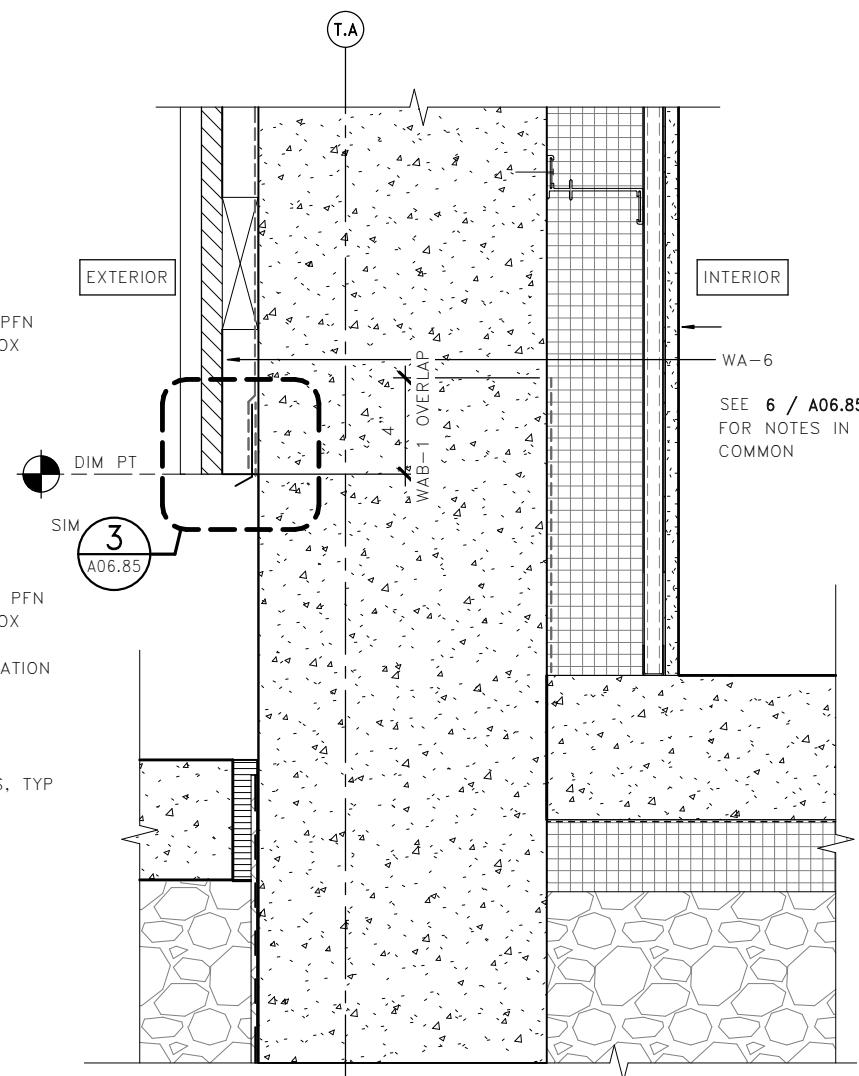 T.A
EXTERIOR
INTERIOR
PFN
OX
WA-6
WAB-1 OVERLAP
4
SEE 6 / A06.85
FOR NOTES IN
COMMON
DIM PT
SIM
3
A06.85
PFN
OX
ATION
S, TYP